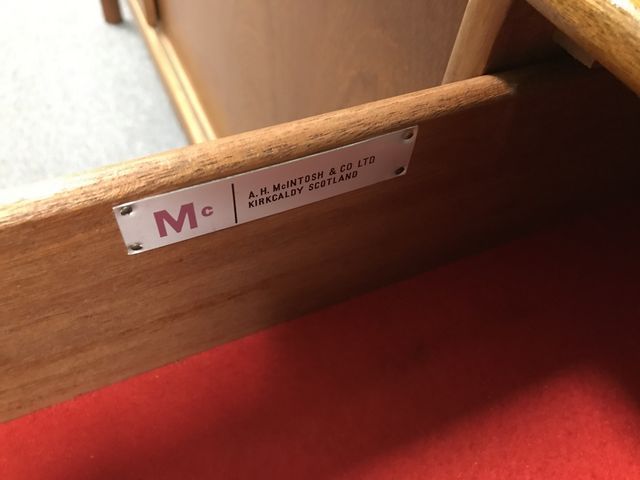 Mc
A. H. McINTOSH & CO LTD
KIRKCALDY SCOTLAND